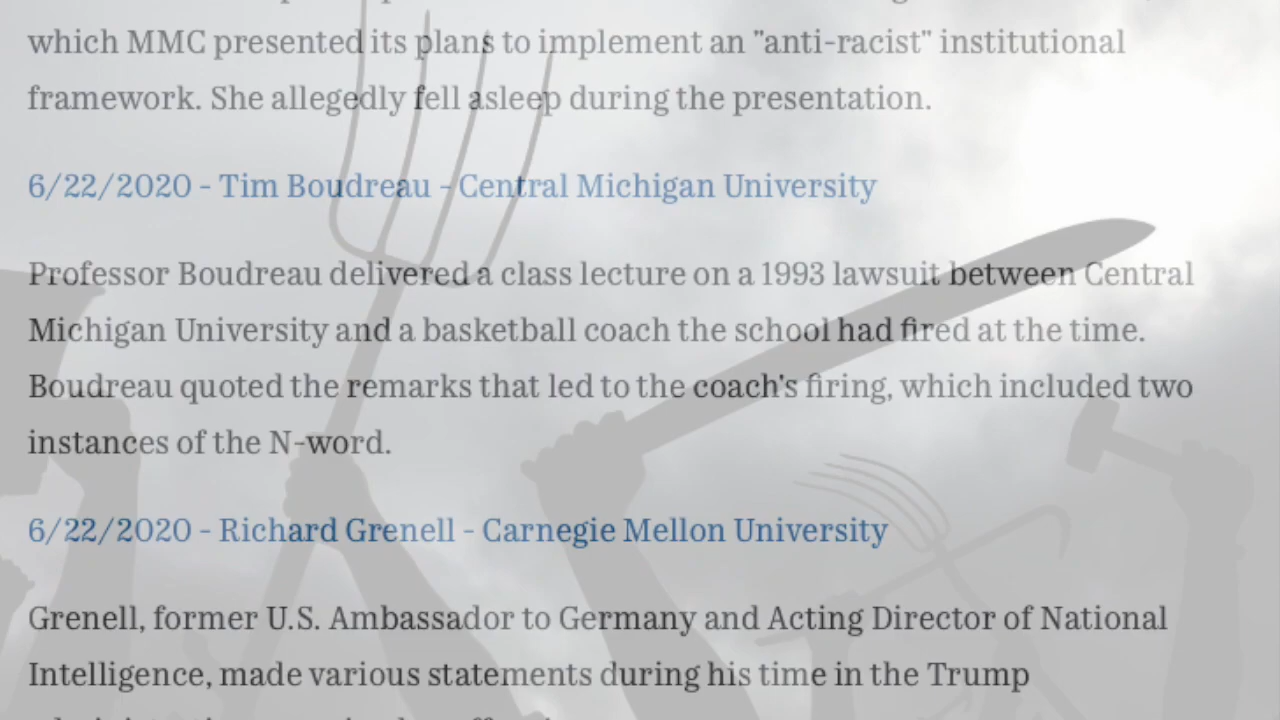 which MMC presented its plans to implement an "anti-racist" institutional
framework. She allegedly fell asleep during the presentation.
6/22/2020 - Tim Boudreau - Central Michigan University
Professor Boudreau delivered a class lecture on a 1993 lawsuit between Central
Michigan University and a basketball coach the school had fired at the time.
Boudreau quoted the remarks that led to the coach's firing, which included two
instances of the N-word.
6/22/2020 - Richard Grenell - Carnegie Mellon University
Grenell, former U.S. Ambassador to Germany and Acting Director of National
Intelligence, made various statements during his time in the Trump